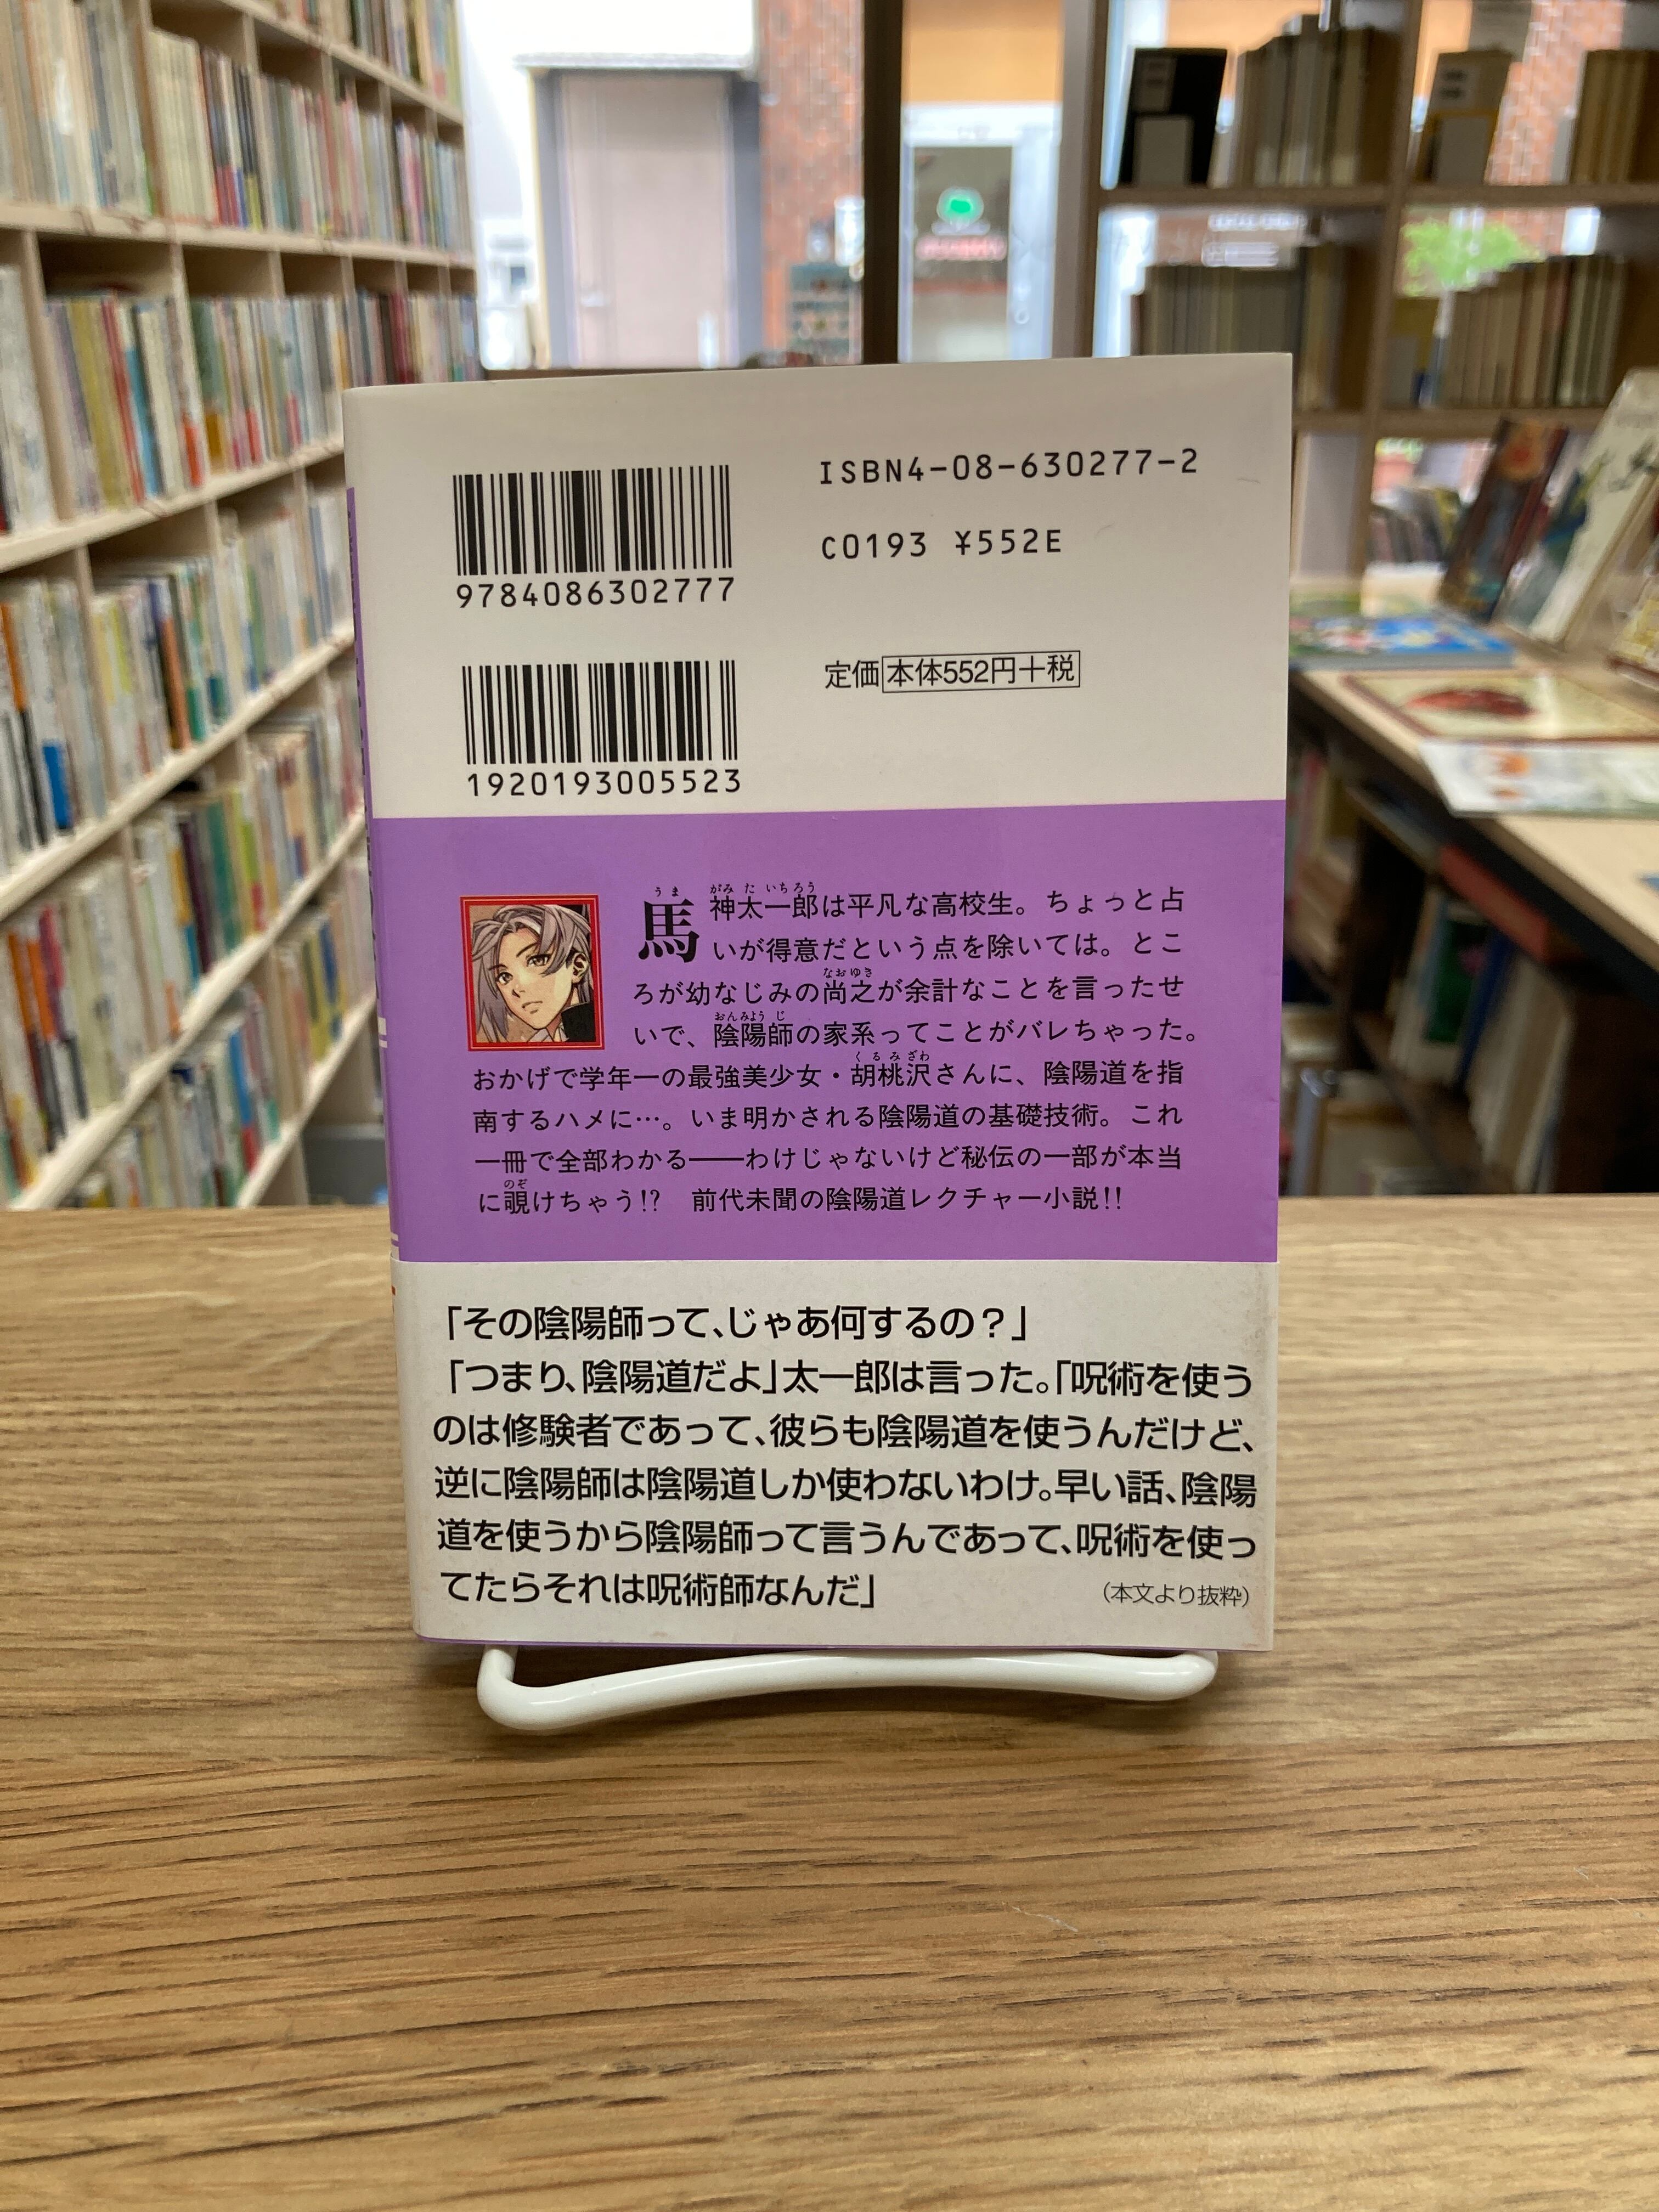 ISBN4-08-630277-2
C0193 ¥552E
9784086302777
定価本体552円+税
1920193005523
馬神太一郎は平凡な高校生。ちょっと占
いが得意だという点を除いては。とこ
ろが幼なじみの尚之が余計なことを言ったせ
いで、陰陽師の家系ってことがバレちゃった。
おかげで学年一の最強美少女・胡桃沢さんに、陰陽道を指
南するハメに…。いま明かされる陰陽道の基礎技術。これ
一冊で全部わかる――わけじゃないけど秘伝の一部が本当
に覗けちゃう!? 前代未聞の陰陽道レクチャー小説!!
「その陰陽師って、じゃあ何するの？」
「つまり、陰陽道だよ」太一郎は言った。「呪術を使う
のは修験者であって、彼らも陰陽道を使うんだけど、
逆に陰陽師は陰陽道しか使わないわけ。早い話、陰陽
道を使うから陰陽師って言うんであって、呪術を使っ
てたらそれは呪術師なんだ」
（本文より抜粋）